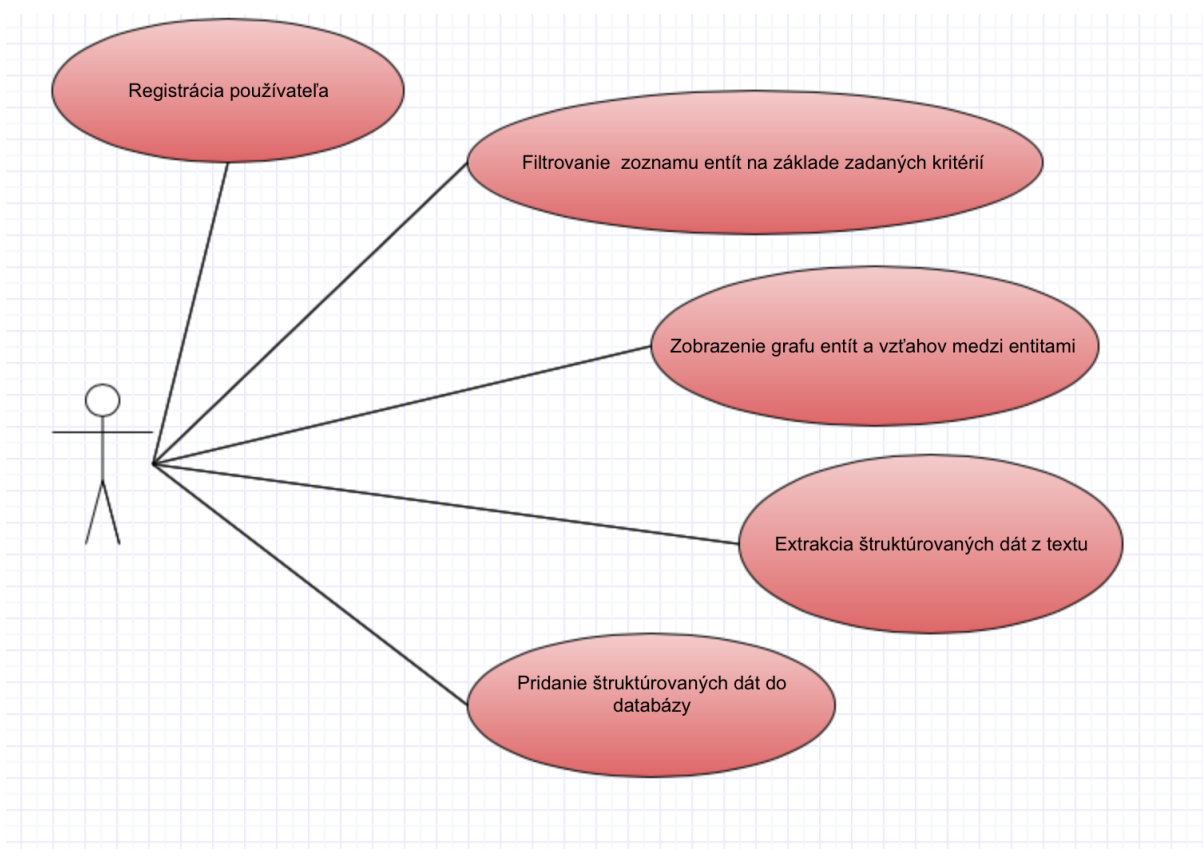 Registrácia používateľa
Filtrovanie  zoznamu entít na základe zadaných kritérií
Zobrazenie grafu entít a vzťahov medzi entitami
Extrakcia štruktúrovaných dát z textu
Pridanie štruktúrovaných dát do
databázy